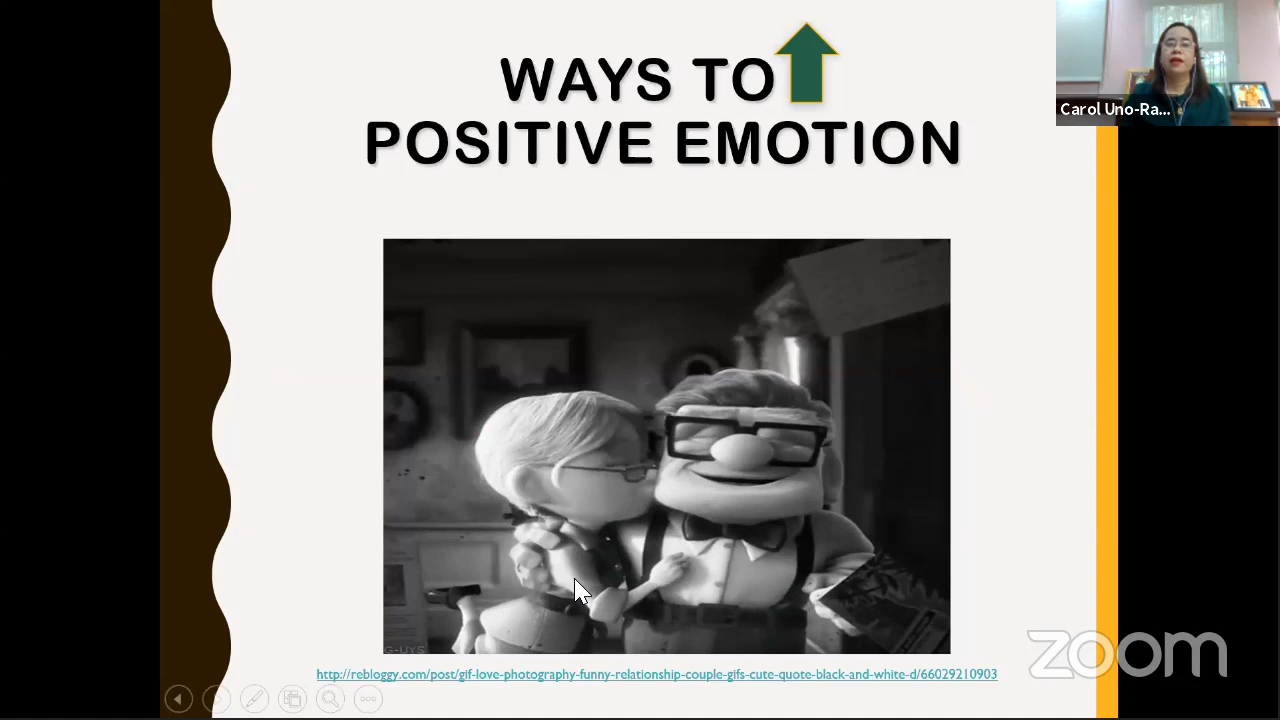 WAYS TO
POSITIVE EMOTION
Carol Uno-Ra...
G-UYS
http://rebloggy.com/post/gif-love-photography-funny-relationship-couple-gifs-cute-quote-black-and-white-d/66029210903
zoom